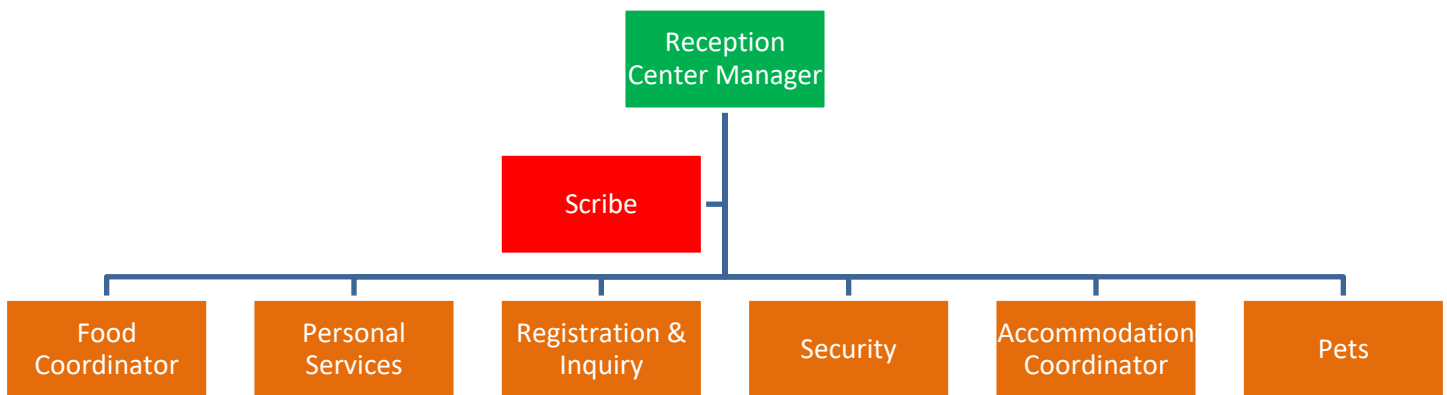 Reception
Center Manager
Scribe
Food
Coordinator
Personal
Services
Registration &
Inquiry
Security
Accommodation
Coordinator
Pets